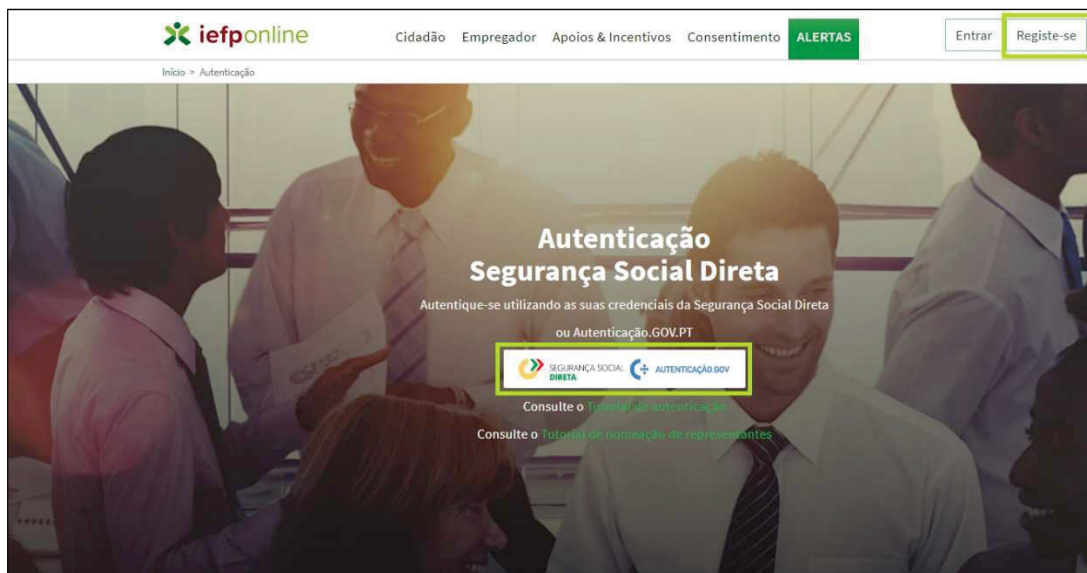 iefponline
Cidadão Empregador Apoios & Incentivos Consentimento ALERTAS Entrar Registe-se
Início > Autenticação
Autenticação
Segurança Social Direta
Autentique-se utilizando as suas credenciais da Segurança Social Direta
ou Autenticação.GOV.PT
SEGURANÇA SOCIAL
DIRETA
AUTENTICAÇÃO.GOV
Consulte o Tutorial de autenticação
Consulte o Tutorial de nomeação de representantes